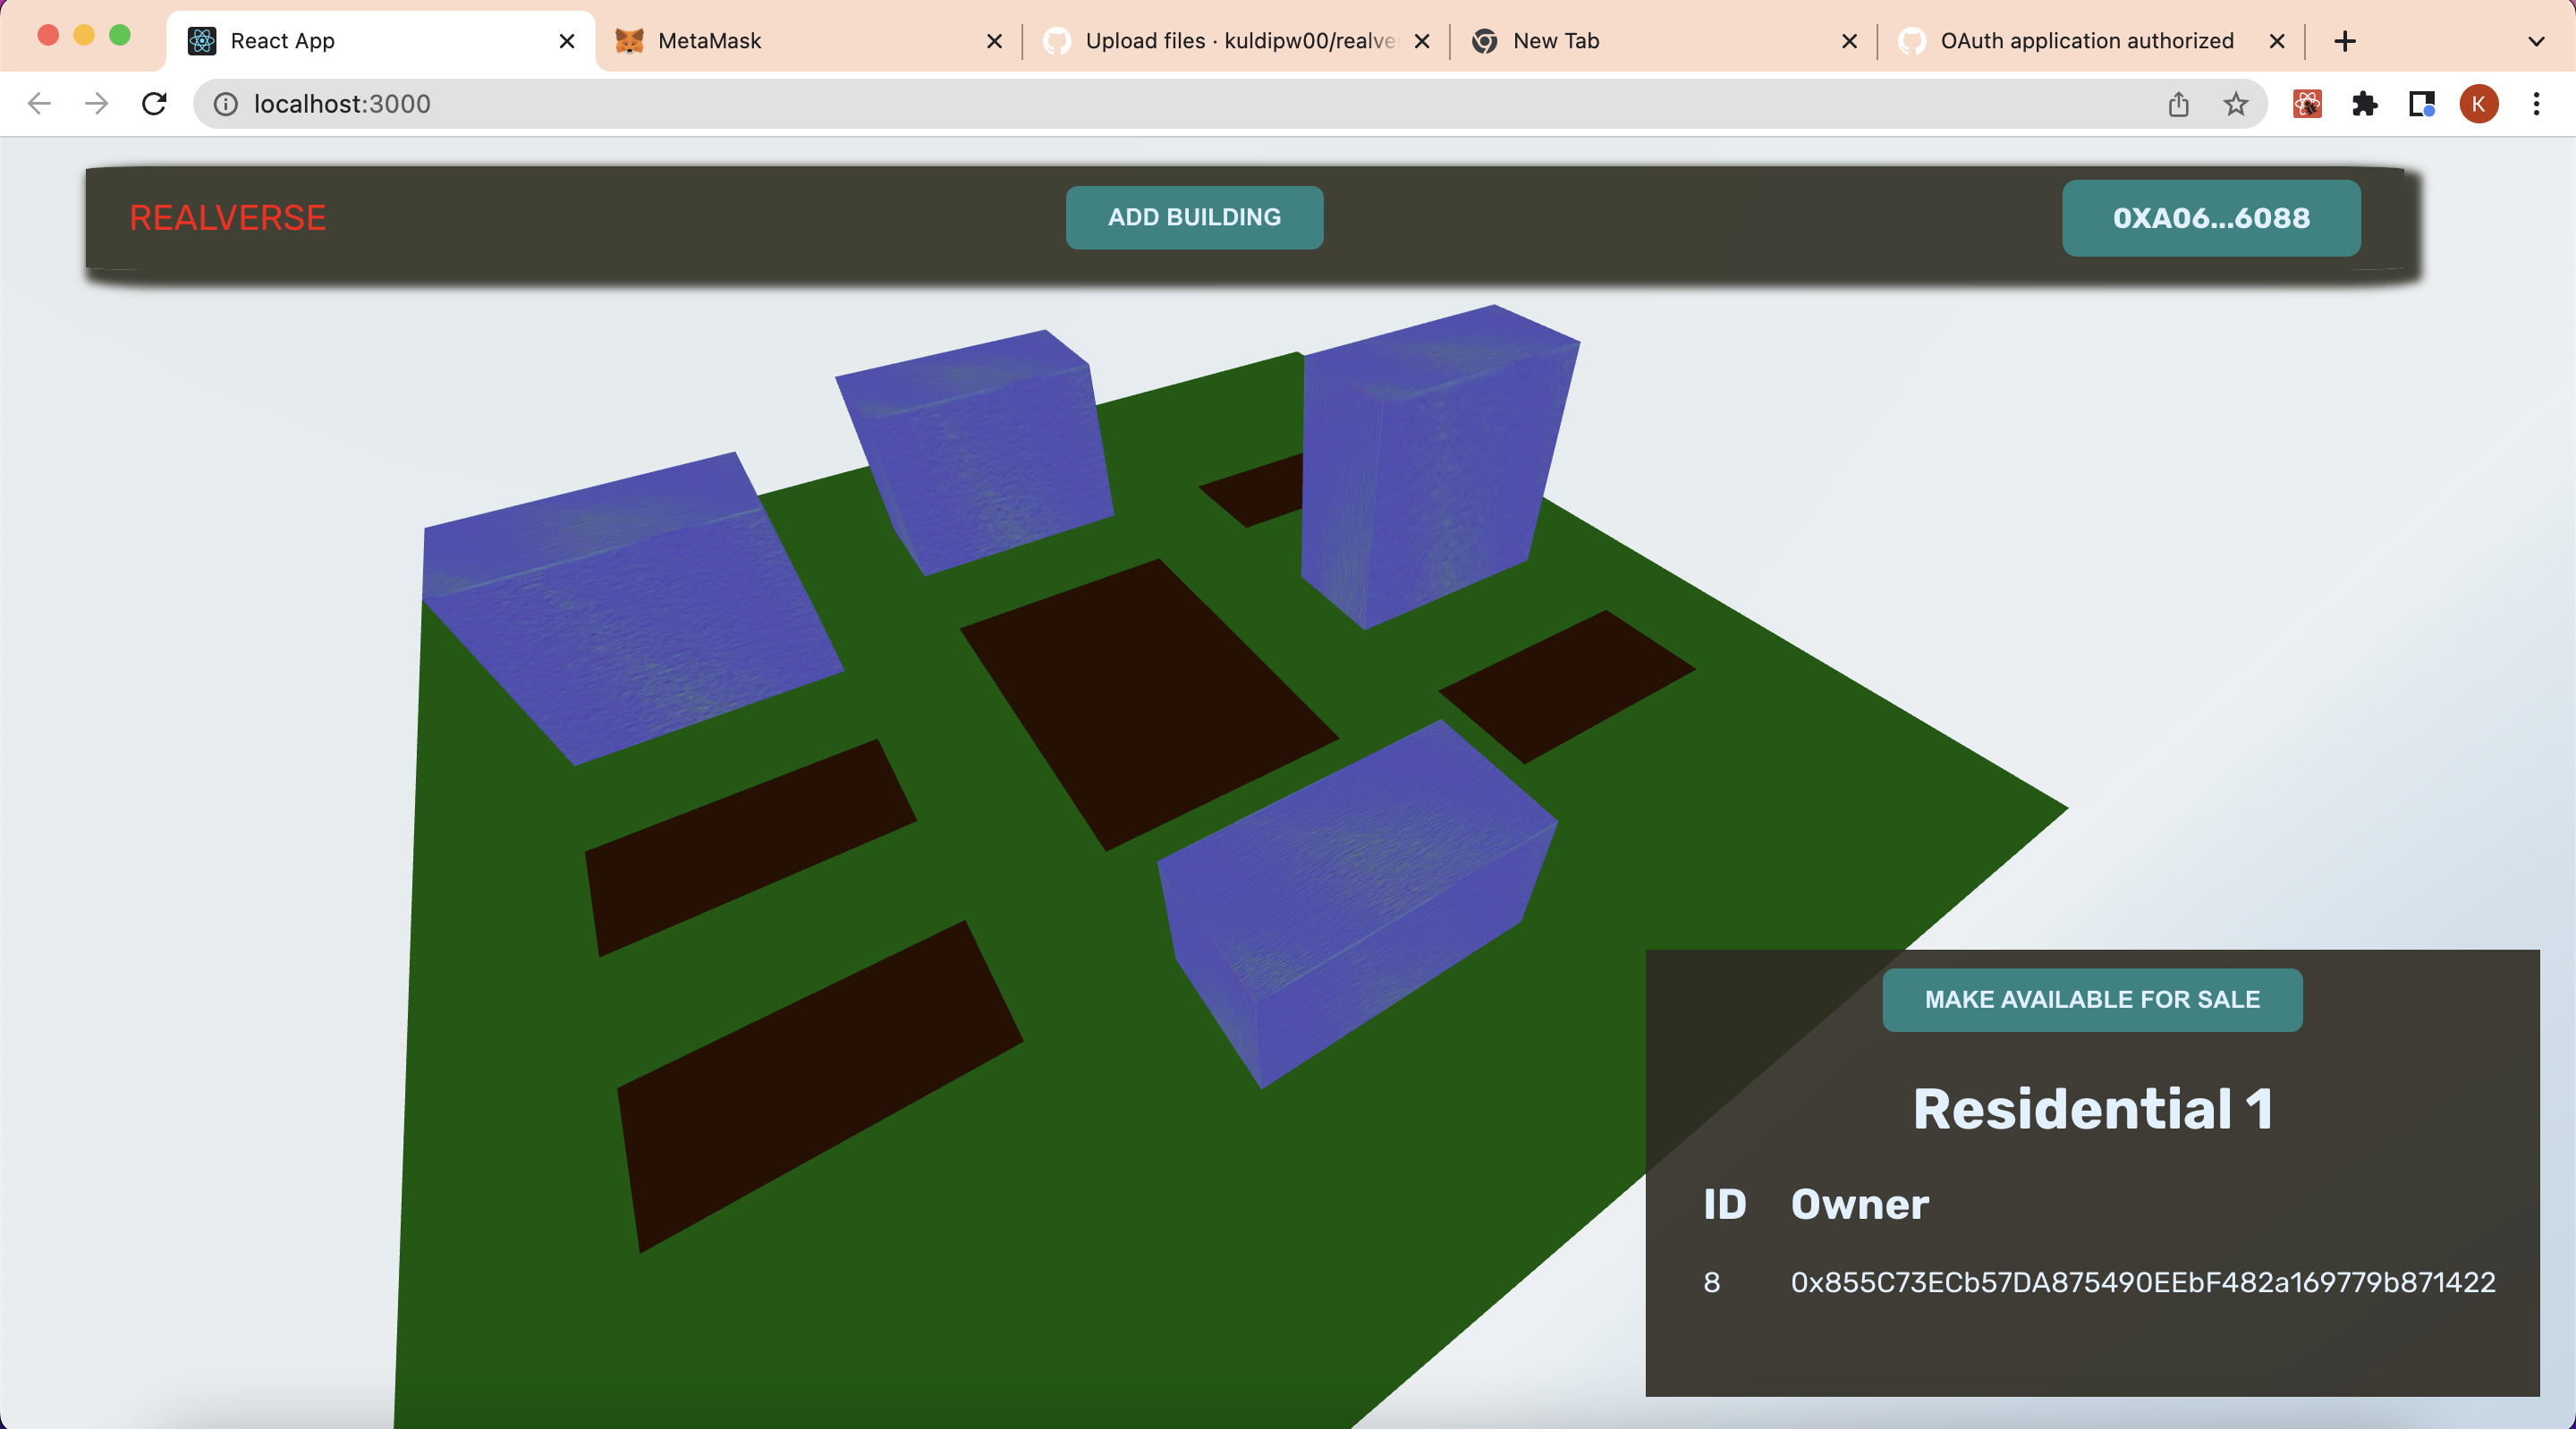 React App
MetaMask
Upload files · kuldipw00/realve
New Tab
OAuth application authorized
localhost:3000
K
REALVERSE
ADD BUILDING
0XA06...6088
MAKE AVAILABLE FOR SALE
Residential 1
ID Owner
8 0x855C73ECb57DA875490EEbF482a169779b871422